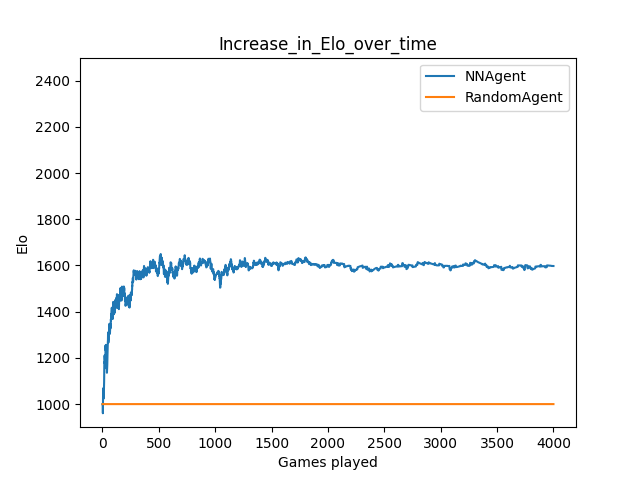 Increase_in_Elo_over_time
NNAgent
RandomAgent
2400
2200
2000
1800
1600
1400
1200
1000
Elo
0 500 1000 1500 2000 2500 3000 3500 4000
Games played